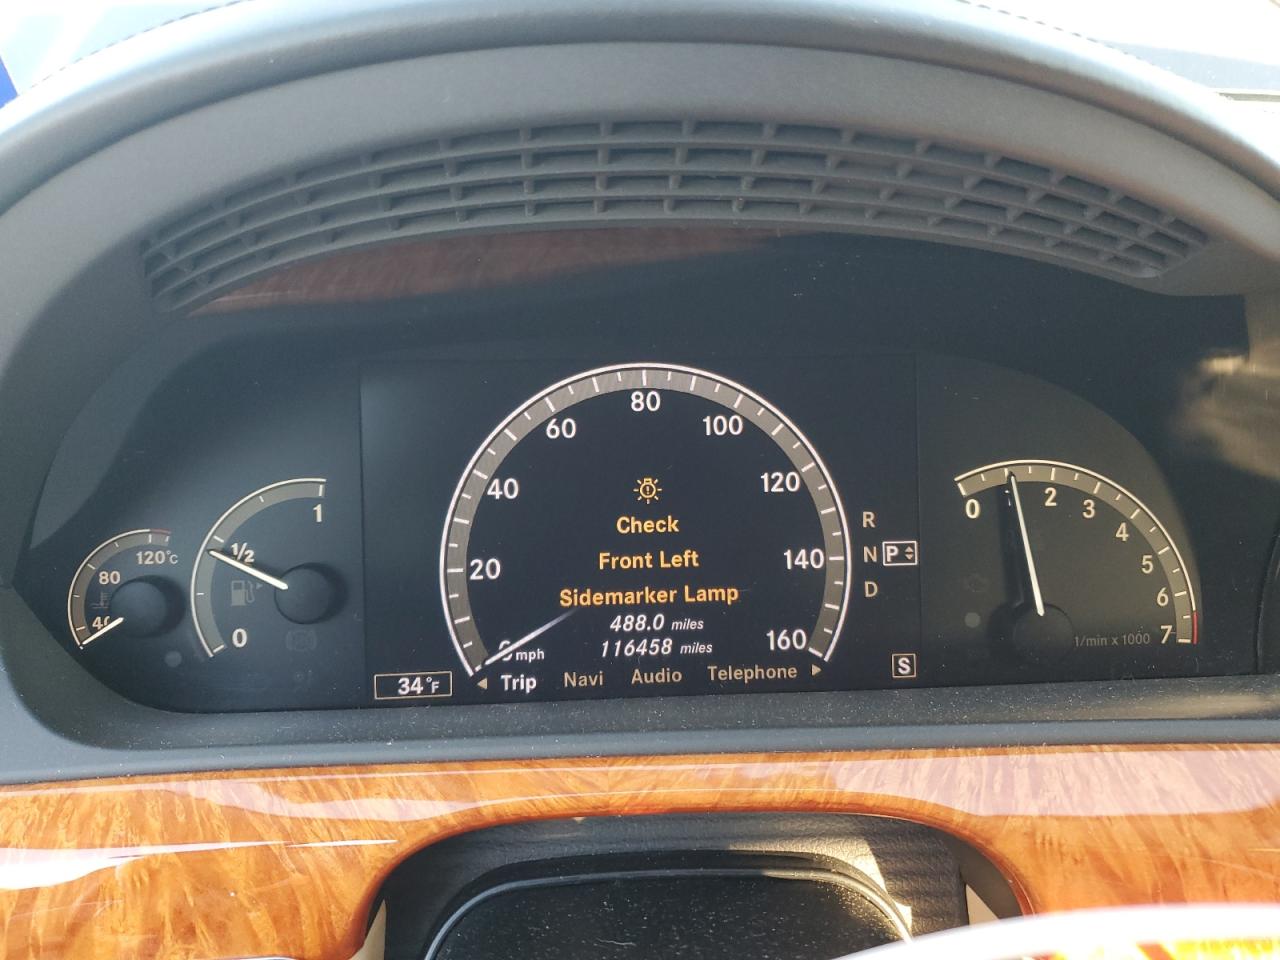 80
60
100
40
120
20
140
0
160
mph
Check
Front Left
Sidemarker Lamp
488.0 miles
116458 miles
Trip Navi Audio Telephone
34°F
120°C
80
40
1
1/2
0
R
N P
D
S
0
2
3
4
5
6
7
1/min x 1000